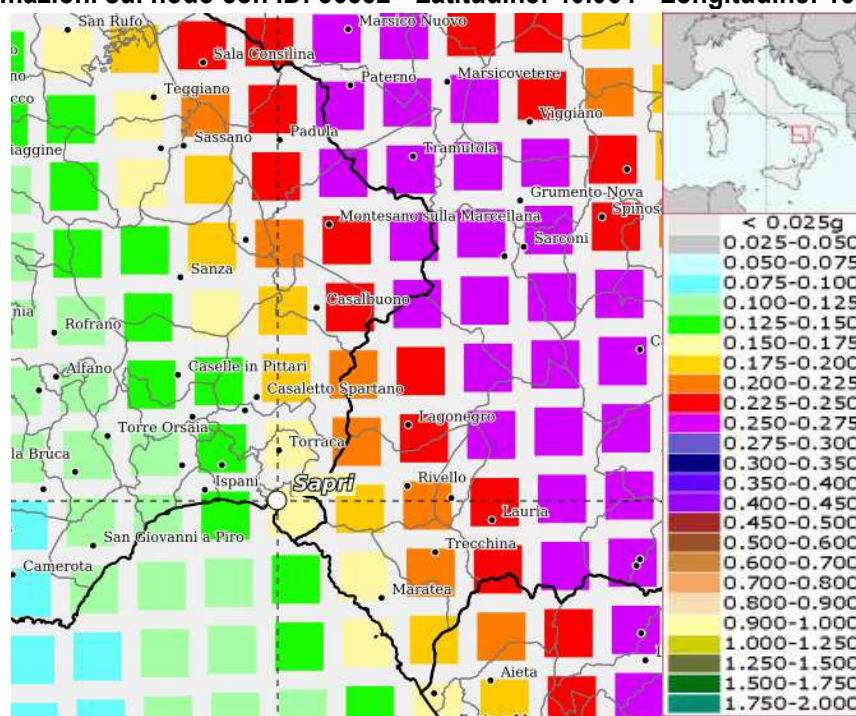 San Rufo
Marsico Nuovo
Sala Consilina
Paterno
Marsicovetere
Teggiano
Viggiano
Sassano
Padula
Tramutola
Grumento Nova
Montesano sulla Marcellana
Sarconi
Sanza
Casalbuono
Rofrano
Alfano
Caselle in Pittari
Casaletto Spartano
Lagonegro
Torre Orsaia
Torraca
la Bruca
Ispani
Sapri
Rivello
Lauria
San Giovanni a Piro
Trecchina
Camerota
Maratea
Aieta
< 0.025g
0.025-0.050
0.050-0.075
0.075-0.100
0.100-0.125
0.125-0.150
0.150-0.175
0.175-0.200
0.200-0.225
0.225-0.250
0.250-0.275
0.275-0.300
0.300-0.350
0.350-0.400
0.400-0.450
0.450-0.500
0.500-0.600
0.600-0.700
0.700-0.800
0.800-0.900
0.900-1.000
1.000-1.250
1.250-1.500
1.500-1.750
1.750-2.000